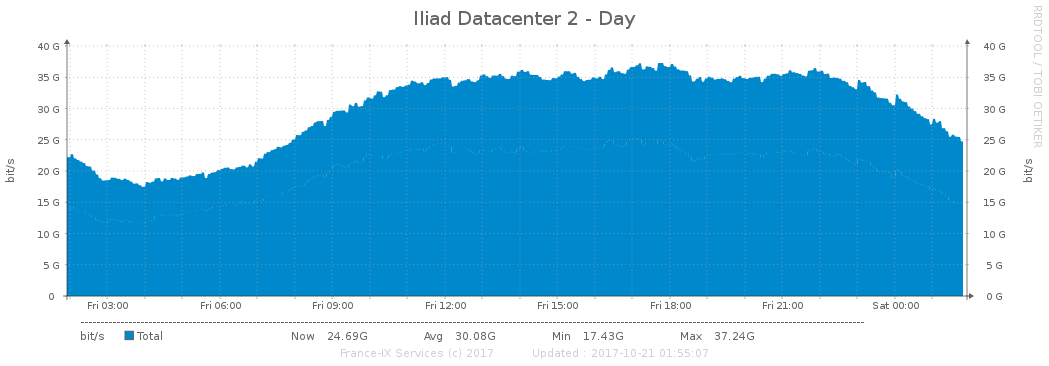 Iliad Datacenter 2 - Day
RRDTOOL / TOBI OETIKER
bit/s
bit/s
40 G
35 G
30 G
25 G
20 G
15 G
10 G
5 G
0
40 G
35 G
30 G
25 G
20 G
15 G
10 G
5 G
0 G
Fri 03:00 Fri 06:00 Fri 09:00 Fri 12:00 Fri 15:00 Fri 18:00 Fri 21:00 Sat 00:00
bit/s Total Now 24.69G Avg 30.08G Min 17.43G Max 37.24G
France-IX Services (c) 2017 Updated : 2017-10-21 01:55:07